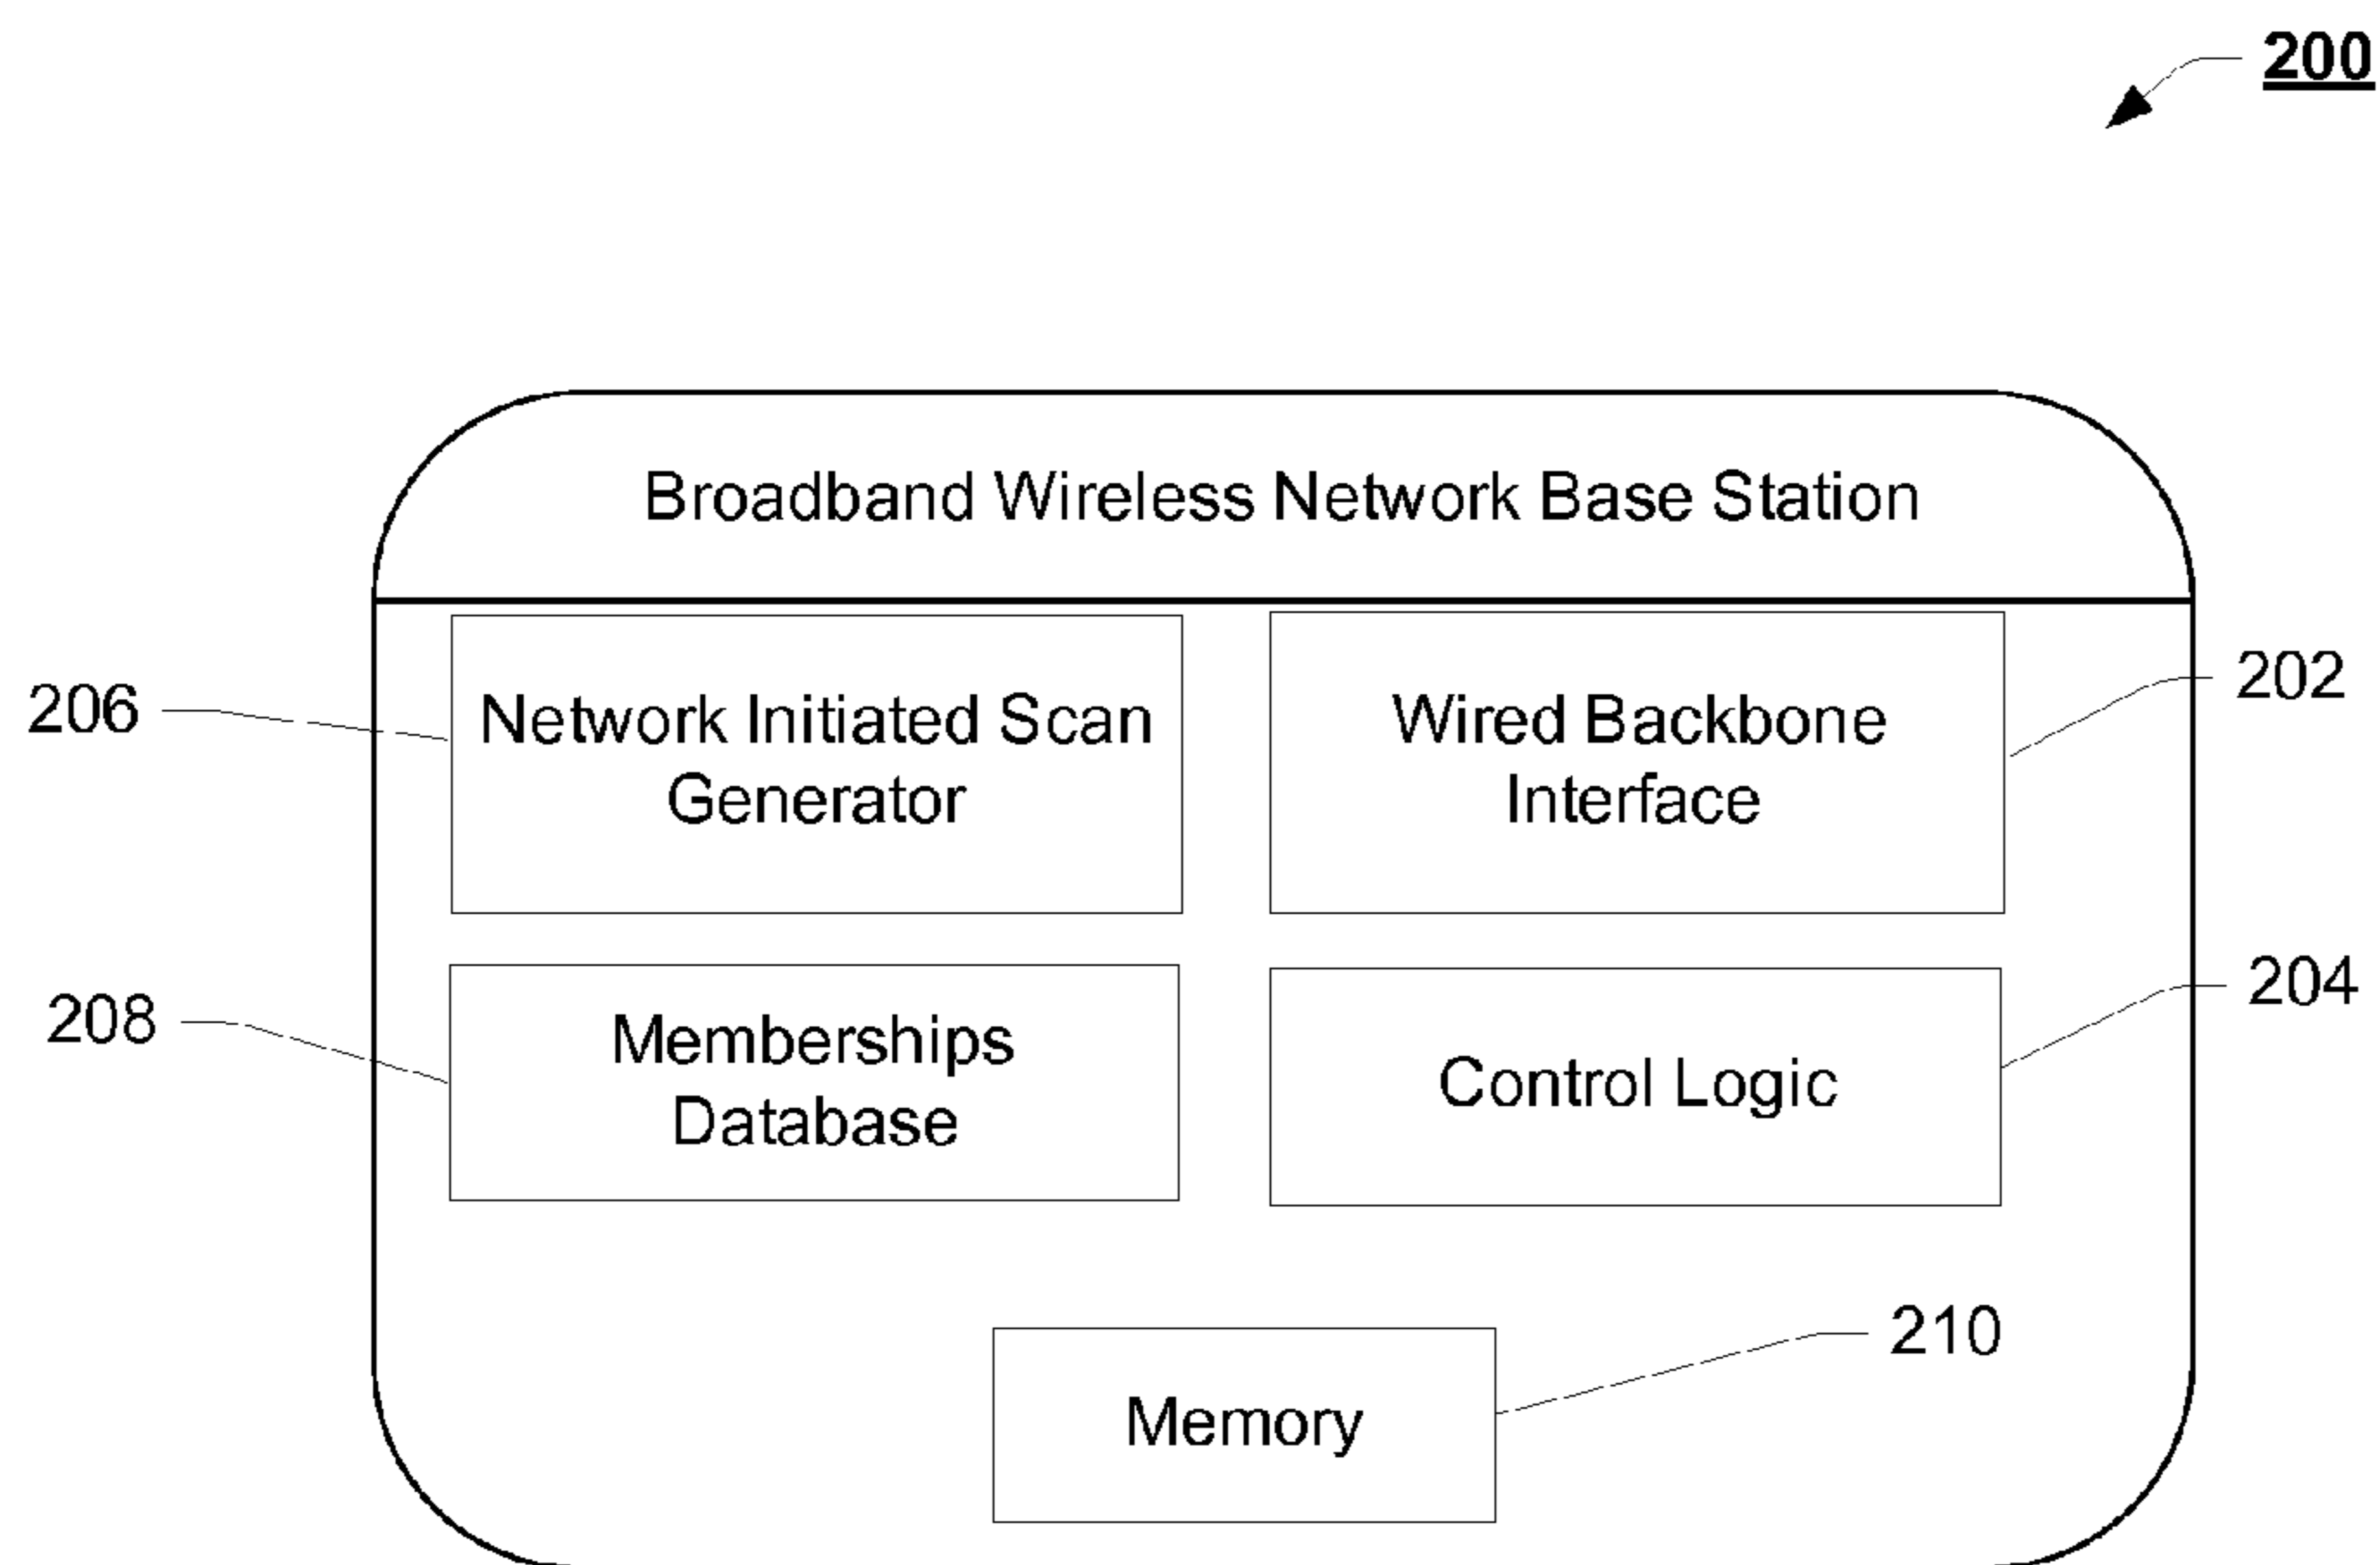 200
Broadband Wireless Network Base Station
206
Network Initiated Scan
Generator
Wired Backbone
Interface
202
208
Memberships
Database
Control Logic
204
Memory
210